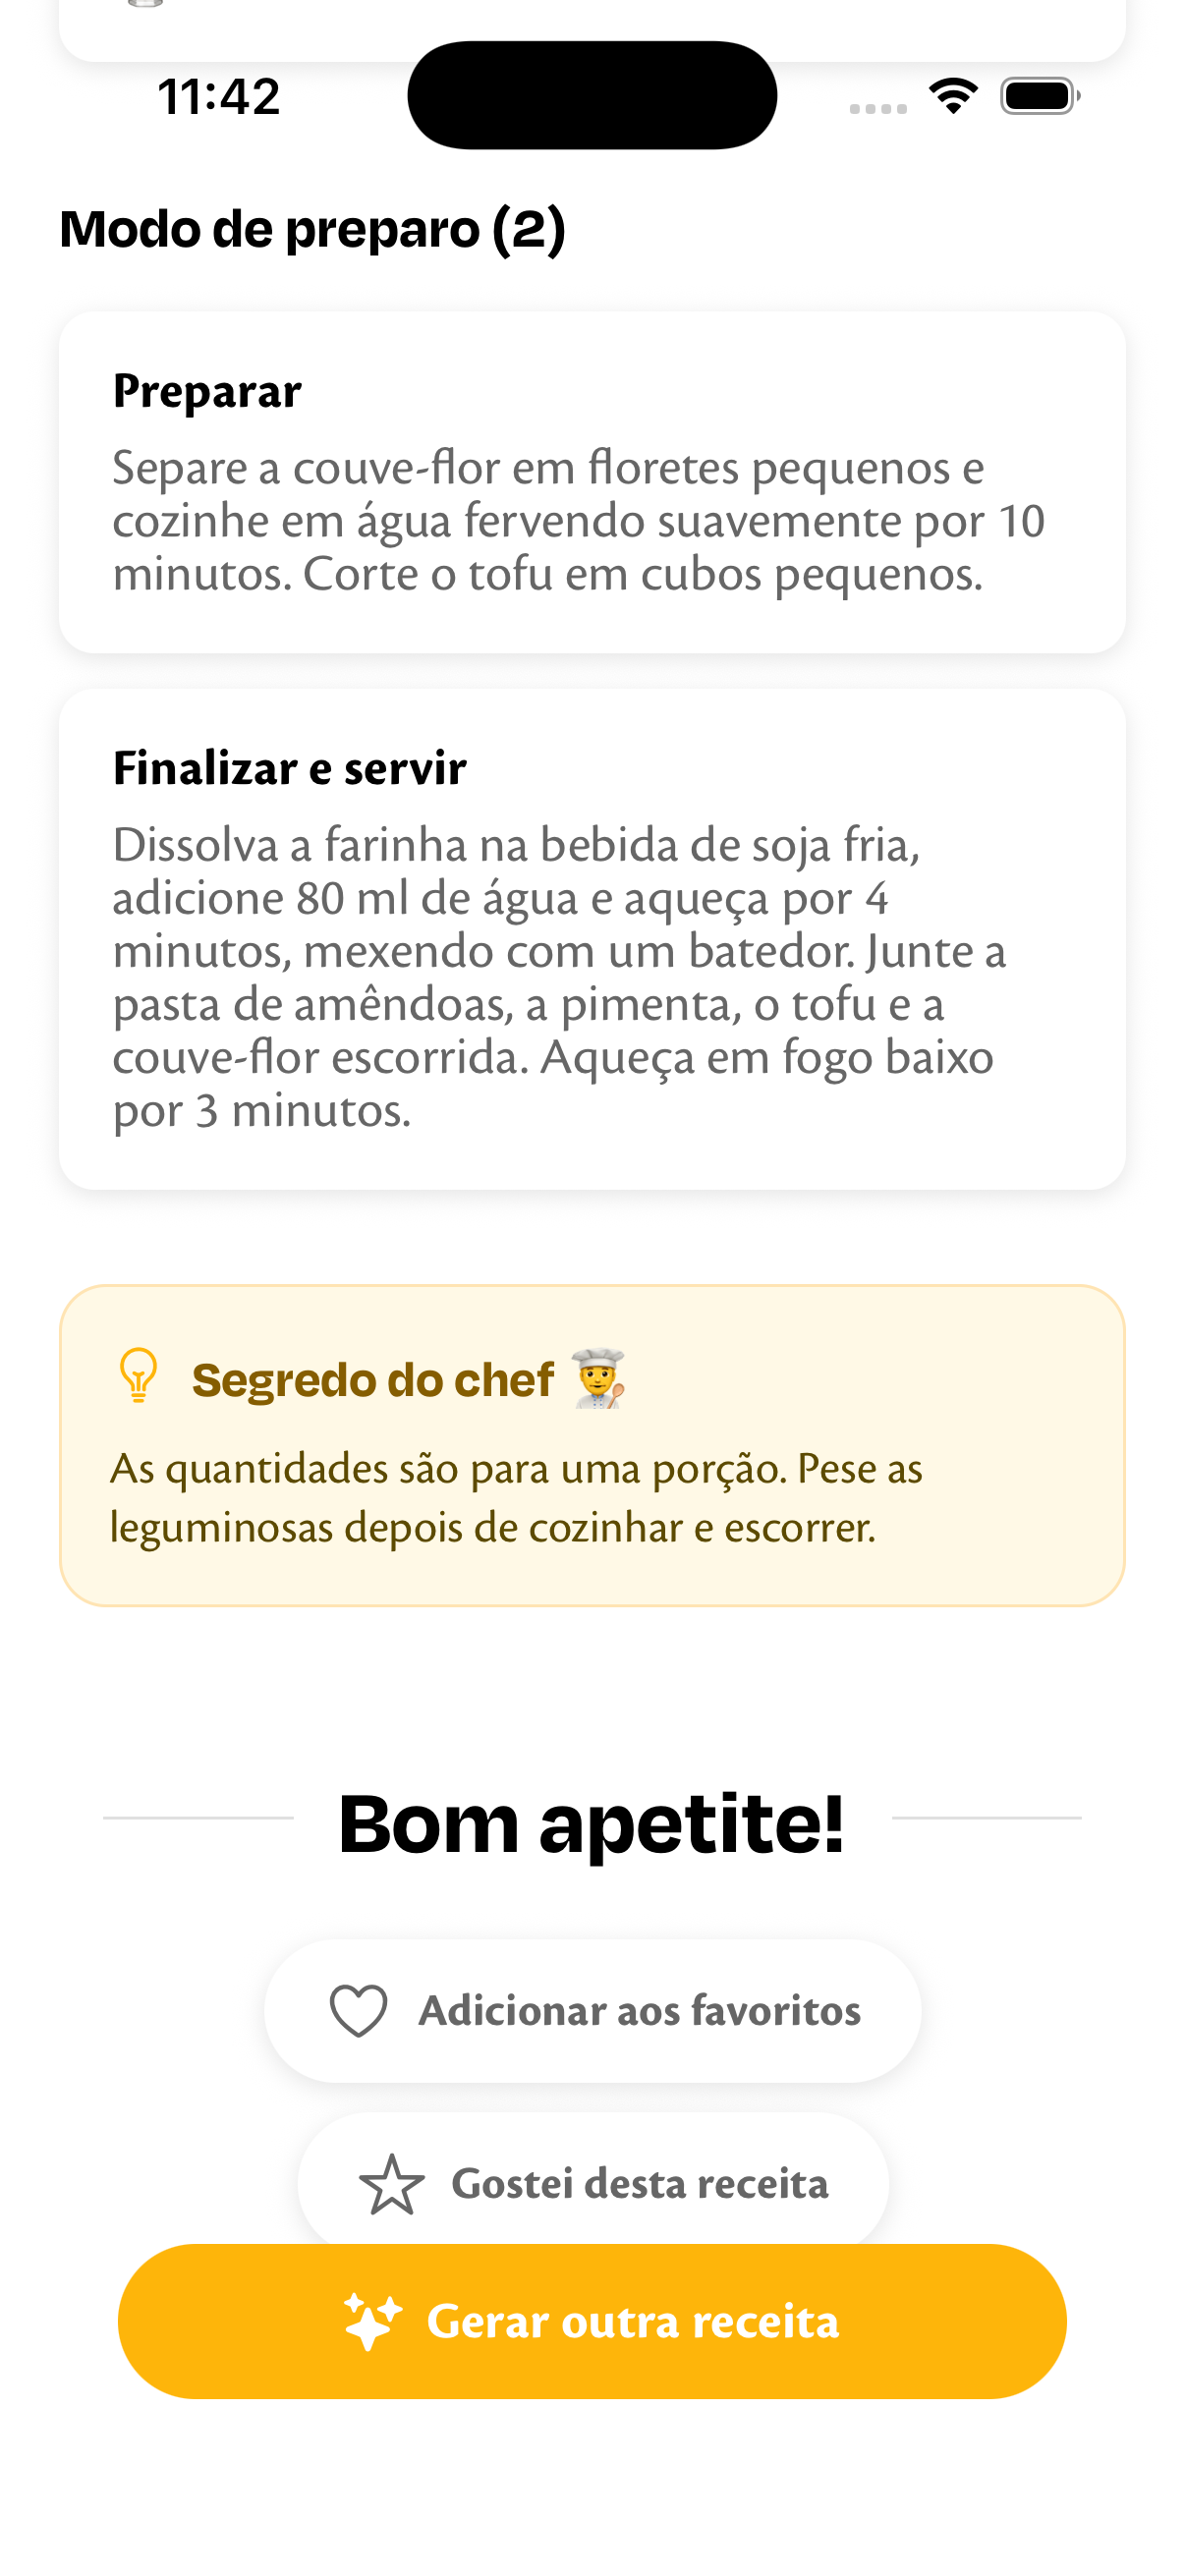 11:42
Modo de preparo (2)
Preparar
Separe a couve-flor em floretes pequenos e
cozinhe em água fervendo suavemente por 10
minutos. Corte o tofu em cubos pequenos.
Finalizar e servir
Dissolva a farinha na bebida de soja fria,
adicione 80 ml de água e aqueça por 4
minutos, mexendo com um batedor. Junte a
pasta de amêndoas, a pimenta, o tofu e a
couve-flor escorrida. Aqueça em fogo baixo
por 3 minutos.
Segredo do chef 👨‍🍳
As quantidades são para uma porção. Pese as
leguminosas depois de cozinhar e escorrer.
Bom apetite!
Adicionar aos favoritos
Gostei desta receita
Gerar outra receita